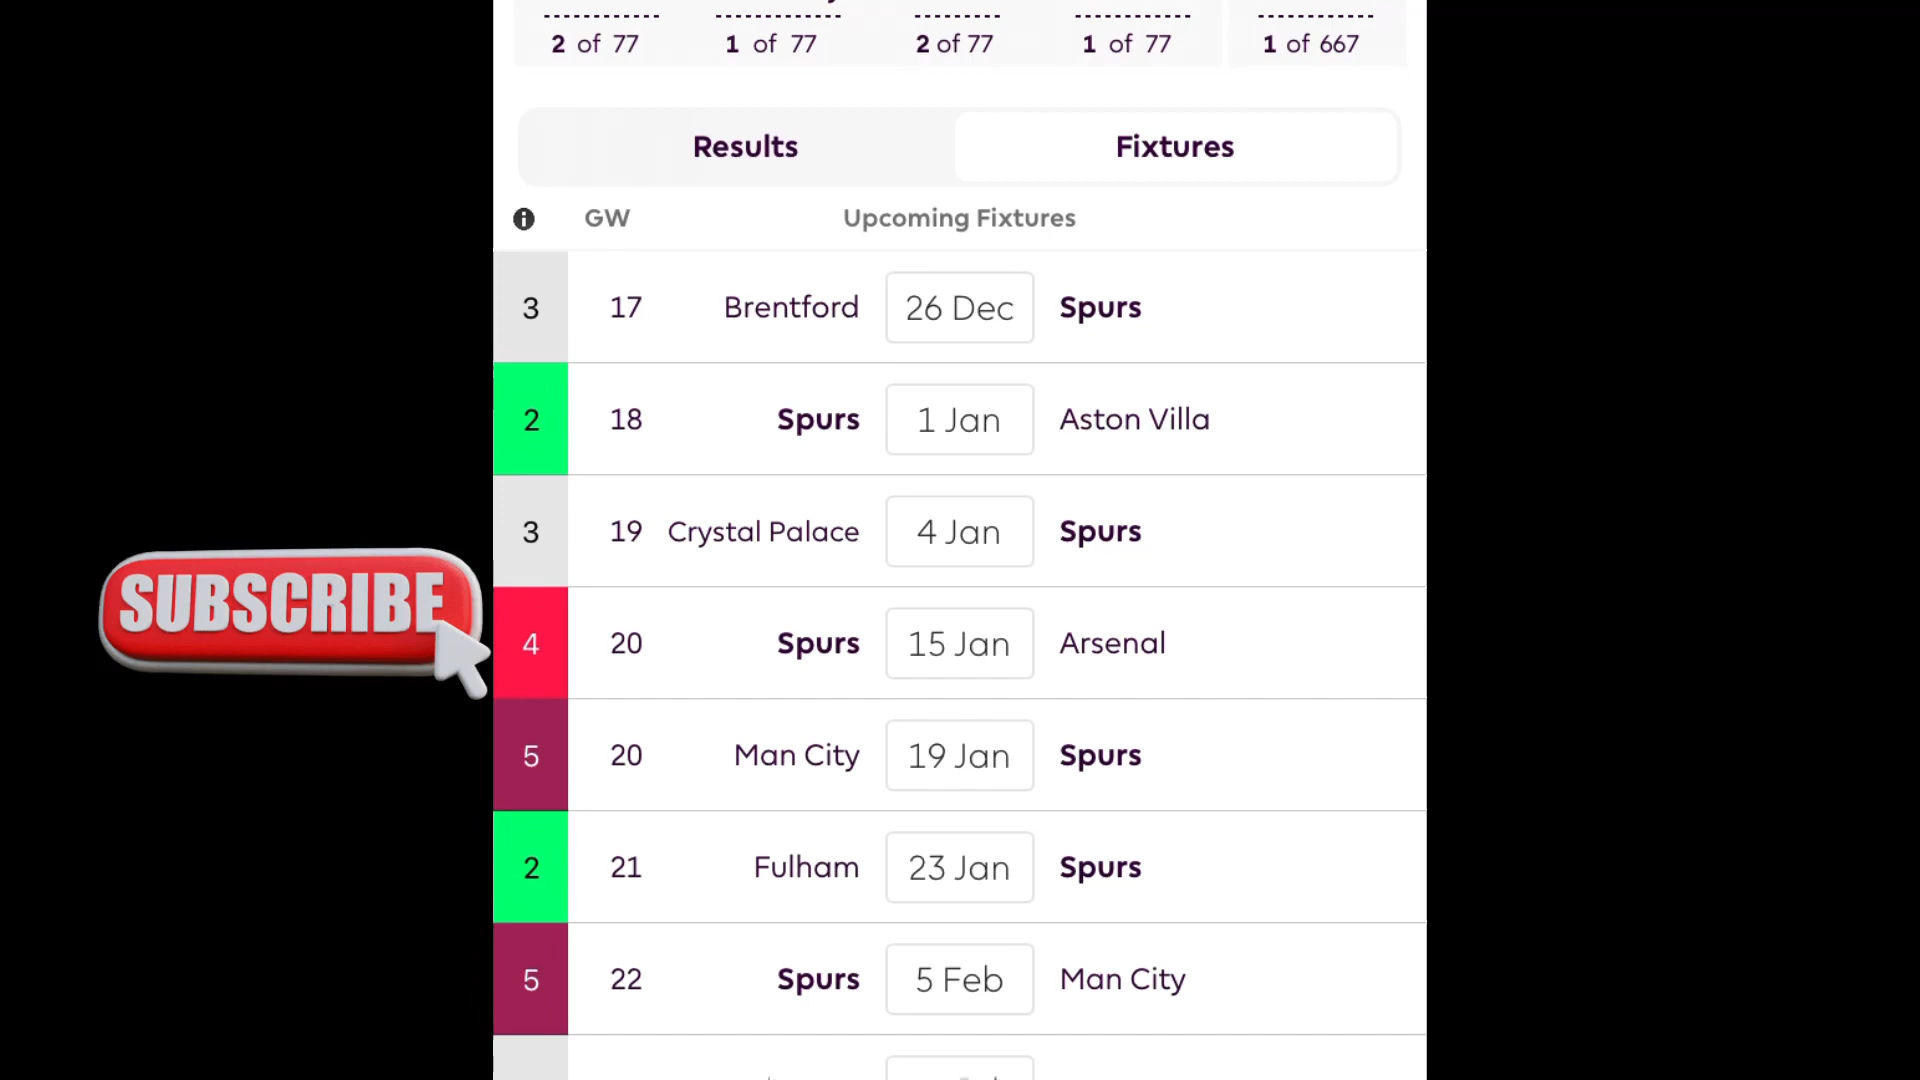 2 of 77 1 of 77 2 of 77 1 of 77 1 of 667
Results Fixtures
GW Upcoming Fixtures
3 17 Brentford 26 Dec Spurs
2 18 Spurs 1 Jan Aston Villa
3 19 Crystal Palace 4 Jan Spurs
SUBSCRIBE
4 20 Spurs 15 Jan Arsenal
5 20 Man City 19 Jan Spurs
2 21 Fulham 23 Jan Spurs
5 22 Spurs 5 Feb Man City